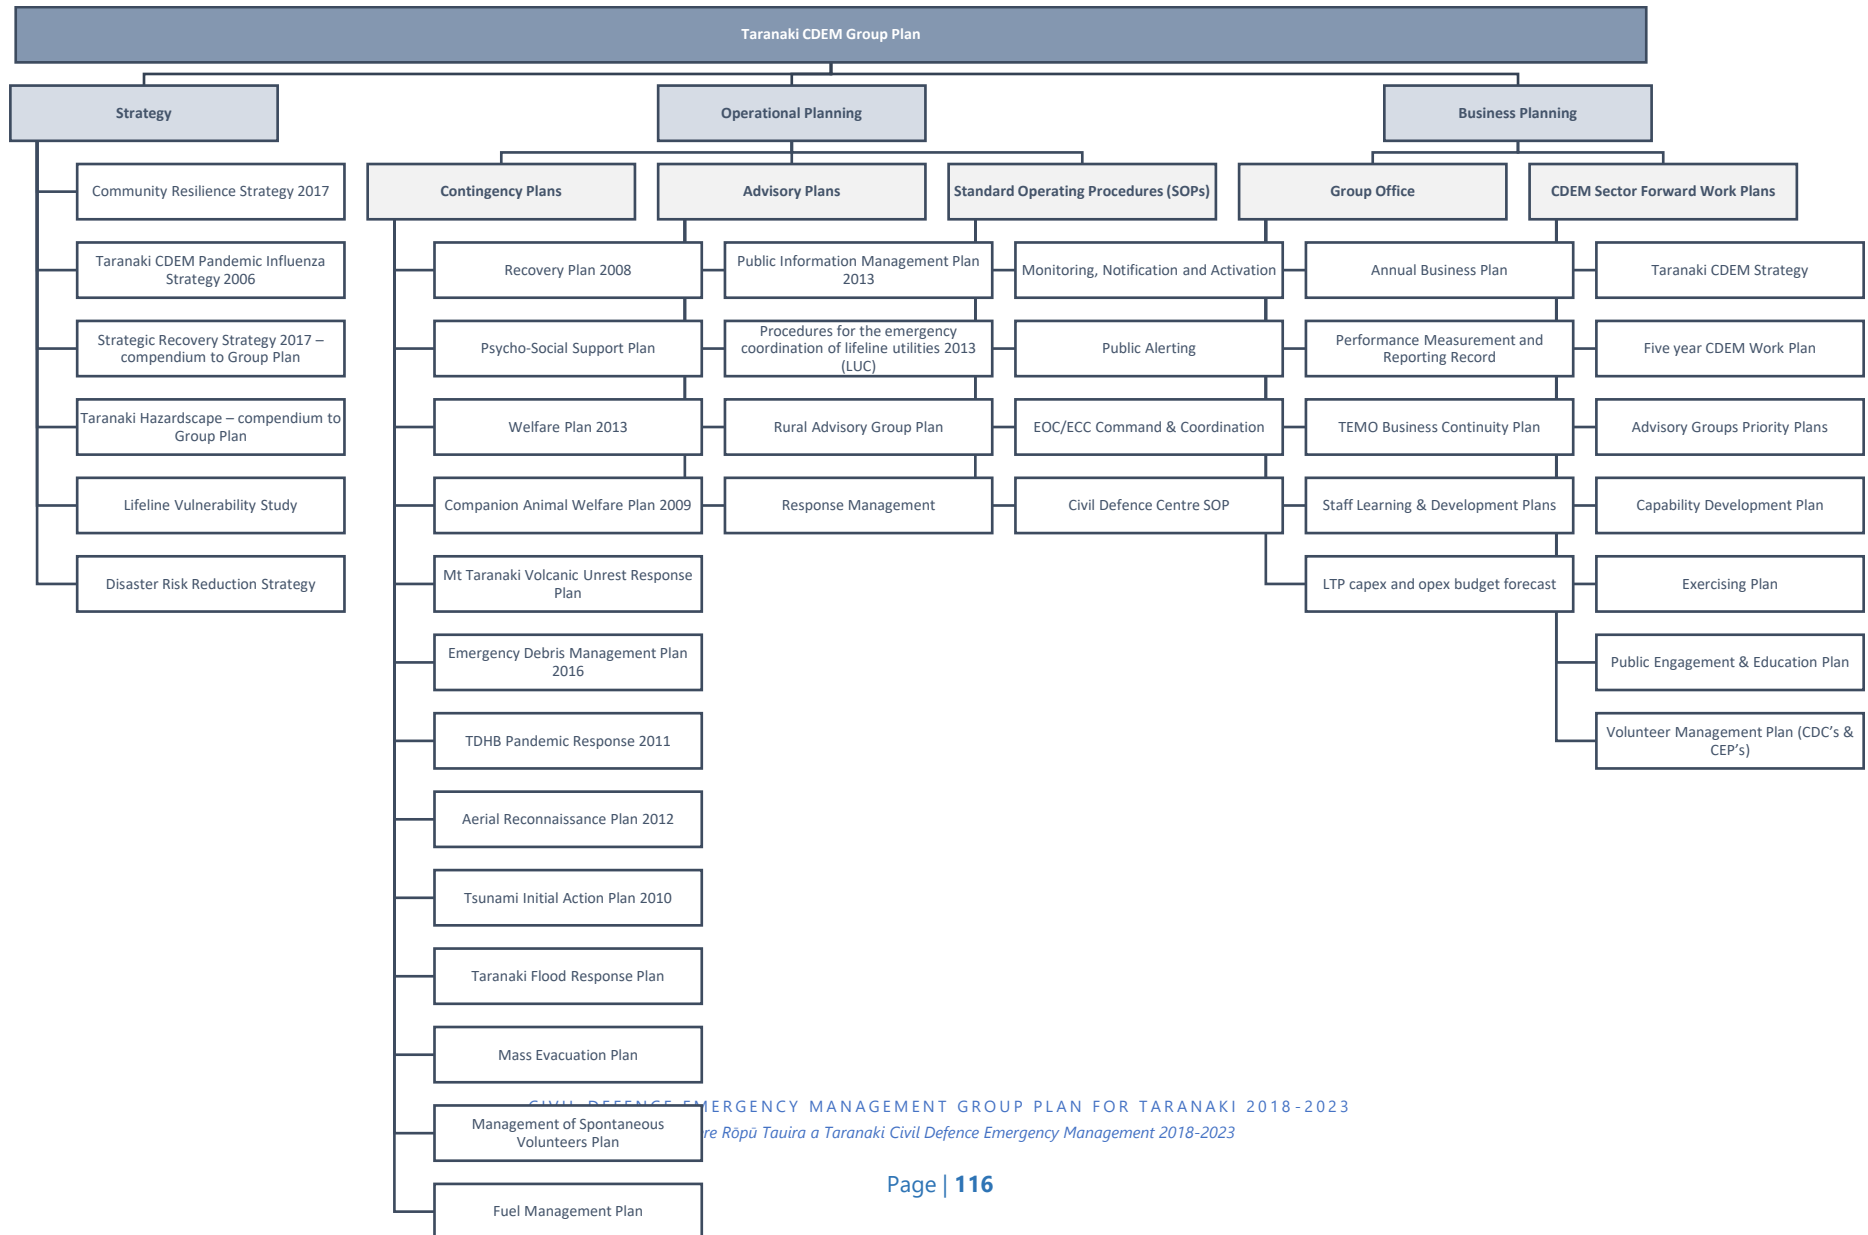 Taranaki CDEM Group Plan
Strategy
Community Resilience Strategy 2017
Taranaki CDEM Pandemic Influenza
Strategy 2006
Strategic Recovery Strategy 2017 –
compendium to Group Plan
Taranaki Hazardscape – compendium to
Group Plan
Lifeline Vulnerability Study
Disaster Risk Reduction Strategy
Operational Planning
Contingency Plans
Recovery Plan 2008
Psycho-Social Support Plan
Welfare Plan 2013
Companion Animal Welfare Plan 2009
Mt Taranaki Volcanic Unrest Response
Plan
Emergency Debris Management Plan
2016
TDHB Pandemic Response 2011
Aerial Reconnaissance Plan 2012
Tsunami Initial Action Plan 2010
Taranaki Flood Response Plan
Mass Evacuation Plan
Management of Spontaneous
Volunteers Plan
Fuel Management Plan
Advisory Plans
Public Information Management Plan
2013
Procedures for the emergency
coordination of lifeline utilities 2013
(LUC)
Rural Advisory Group Plan
Response Management
Standard Operating Procedures (SOPs)
Monitoring, Notification and Activation
Public Alerting
EOC/ECC Command & Coordination
Civil Defence Centre SOP
Business Planning
Group Office
Annual Business Plan
Performance Measurement and
Reporting Record
TEMO Business Continuity Plan
Staff Learning & Development Plans
LTP capex and opex budget forecast
CDEM Sector Forward Work Plans
Taranaki CDEM Strategy
Five year CDEM Work Plan
Advisory Groups Priority Plans
Capability Development Plan
Exercising Plan
Public Engagement & Education Plan
Volunteer Management Plan (CDC's &
CEP's)
CIVIL DEFENCE EMERGENCY MANAGEMENT GROUP PLAN FOR TARANAKI 2018-2023
Rōpū Tauira a Taranaki Civil Defence Emergency Management 2018-2023
Page | 116